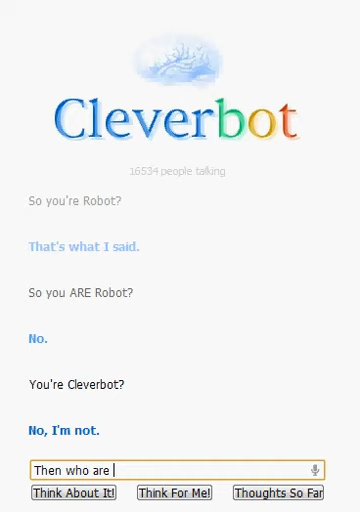 Cleverbot
16534 people talking
So you're Robot?
That's what I said.
So you ARE Robot?
No.
You're Cleverbot?
No, I'm not.
Then who are
Think About It! Think For Me! Thoughts So Far